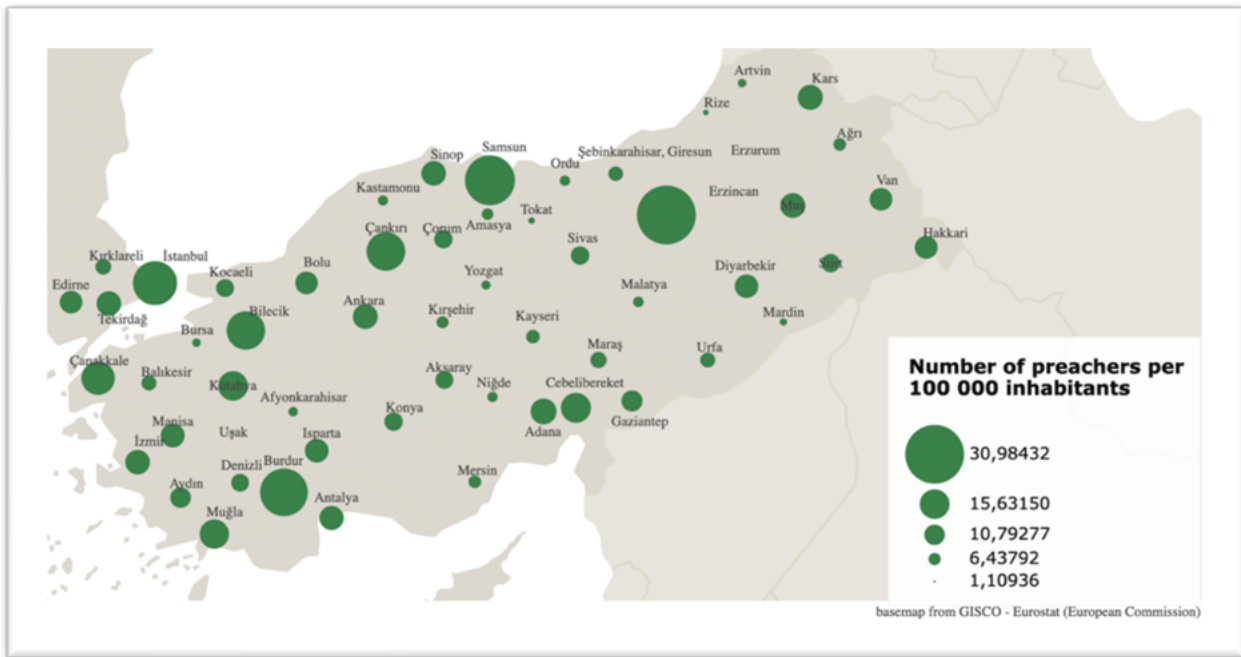 Artvin
Kars
Rize
Ağrı
Şebinkarahisar, Giresun
Erzurum
Samsun
Sinop
Ordu
Van
Erzincan
Kastamonu
Muş
Tokat
Amasya
Çankırı
Çorum
Hakkari
Sivas
Kırklareli
İstanbul
Bolu
Siirt
Diyarbekir
Kocaeli
Yozgat
Edirne
Malatya
Ankara
Bilecik
Kırşehir
Mardin
Kayseri
Tekirdağ
Bursa
Urfa
Maraş
Çanakkale
Aksaray
Balıkesir
Niğde
Cebelibereket
Kütahya
Afyonkarahisar
Konya
Manisa
Gaziantep
Uşak
Isparta
Adana
İzmir
Denizli
Burdur
Mersin
Aydın
Antalya
Muğla
Number of preachers per
100 000 inhabitants
30,98432
15,63150
10,79277
6,43792
1,10936
basemap from GISCO - Eurostat (European Commission)